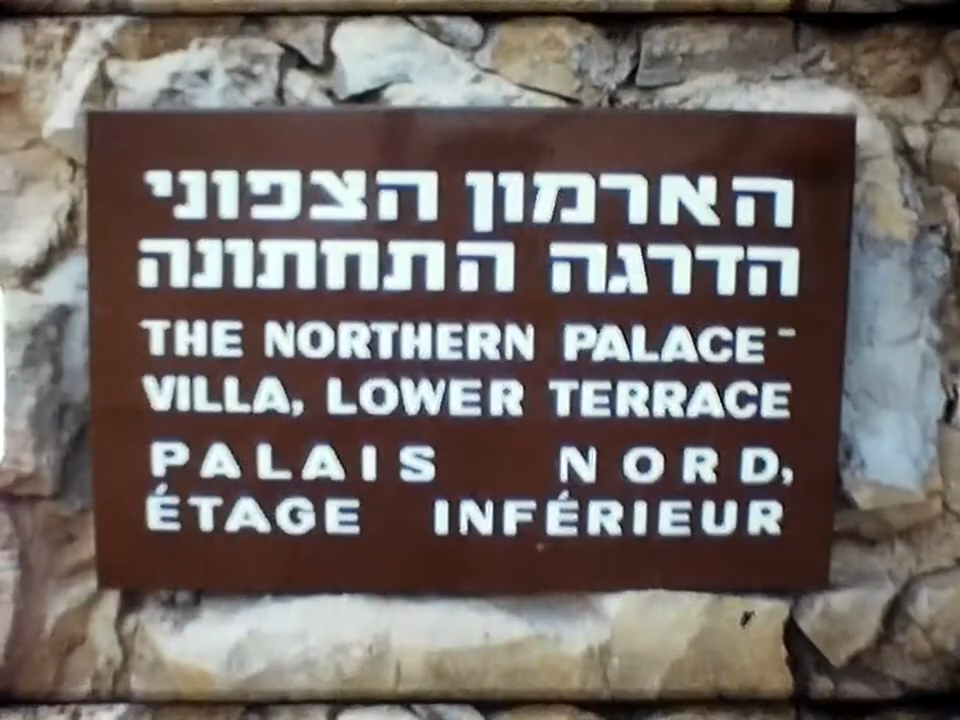 הארמון הצפוני
הדרגה התחתונה
THE NORTHERN PALACE -
VILLA, LOWER TERRACE
PALAIS NORD,
ÉTAGE INFÉRIEUR